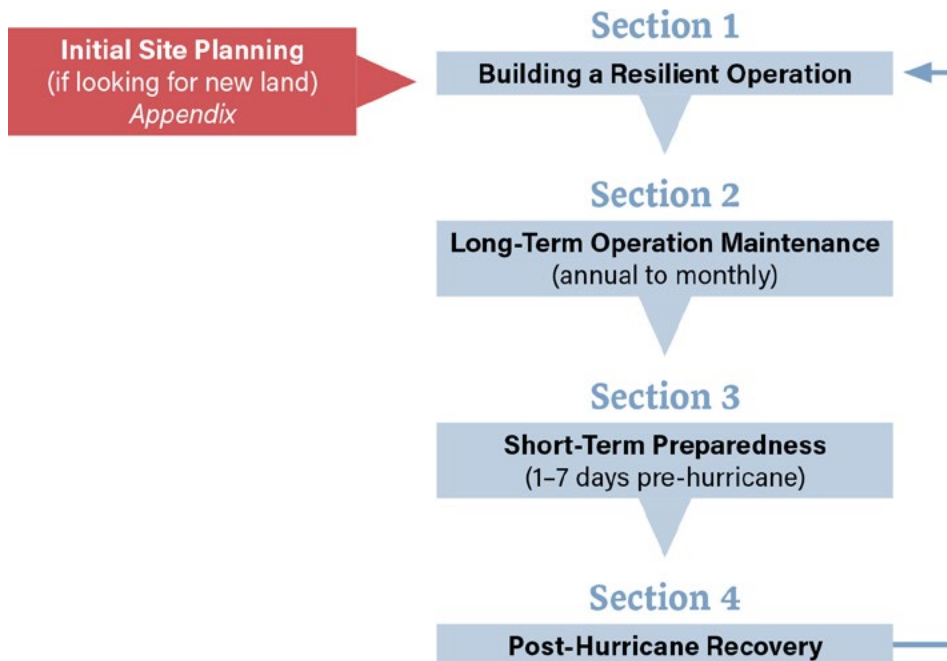 Initial Site Planning
(if looking for new land)
Appendix
Section 1
Building a Resilient Operation
Section 2
Long-Term Operation Maintenance
(annual to monthly)
Section 3
Short-Term Preparedness
(1–7 days pre-hurricane)
Section 4
Post-Hurricane Recovery